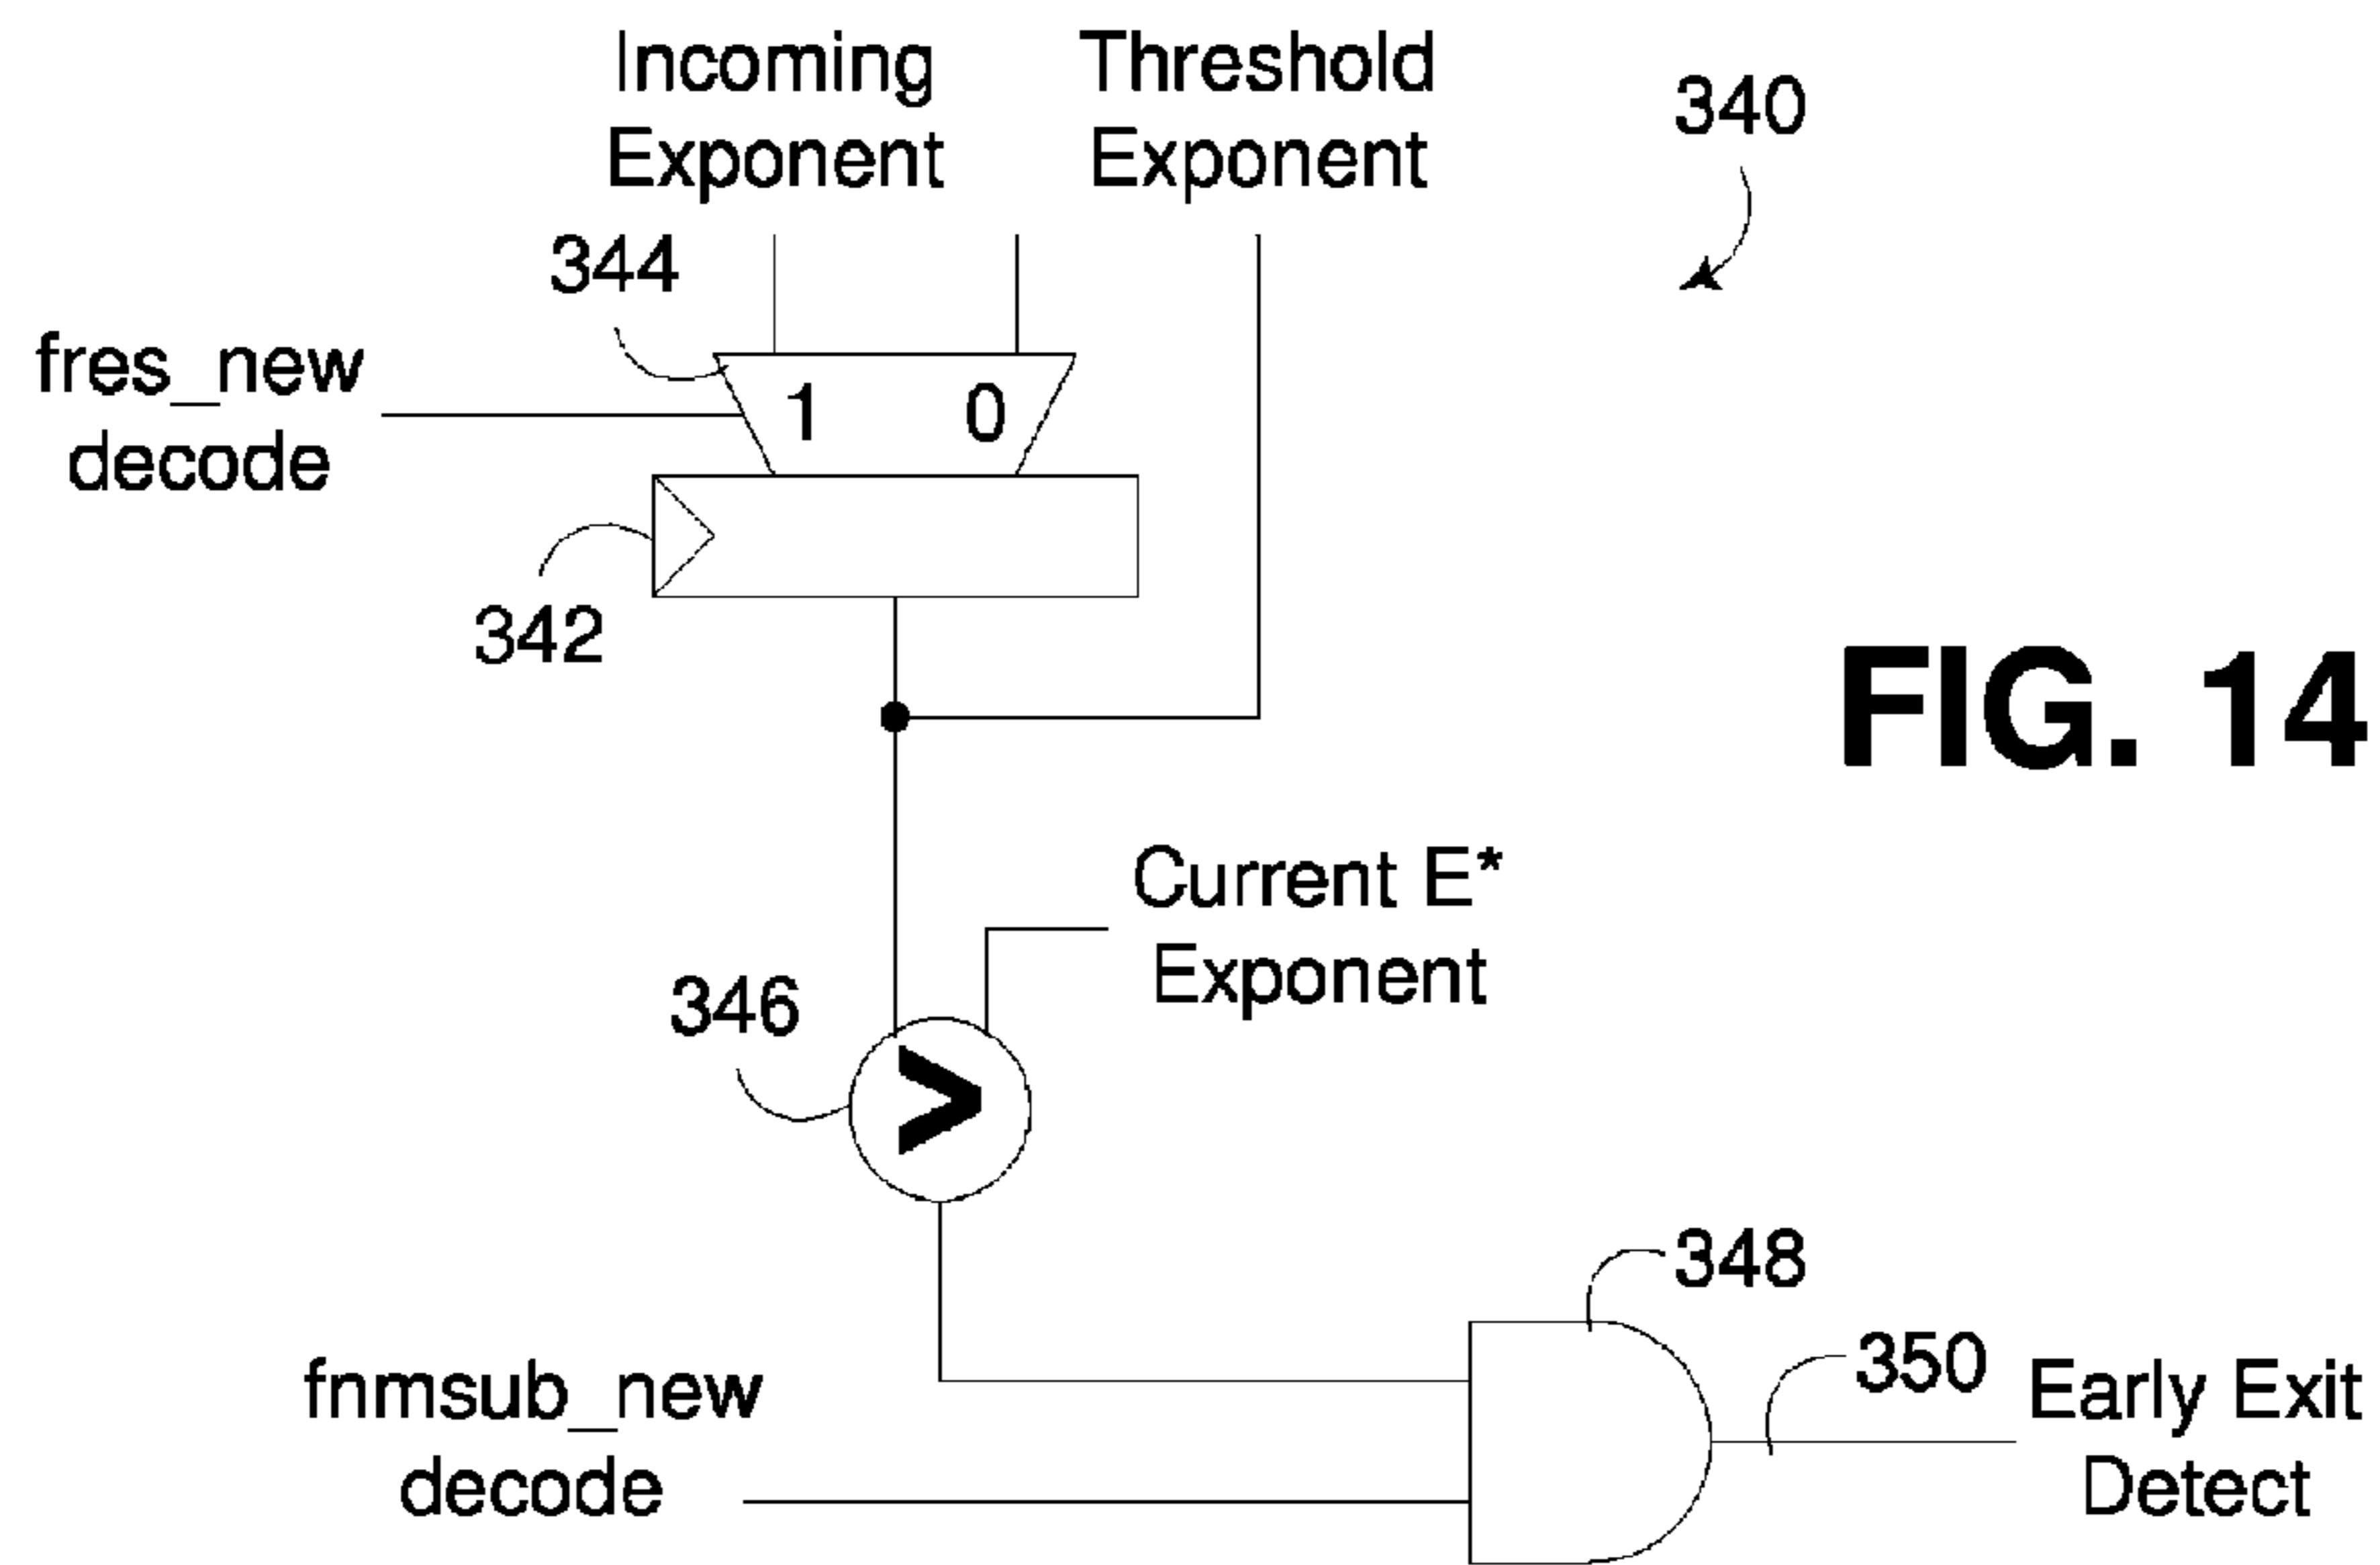 Incoming
Exponent
Threshold
Exponent
340
344
fres_new
decode
1
0
342
FIG. 14
Current E*
Exponent
346
>
348
350
fnmsub_new
decode
Early Exit
Detect